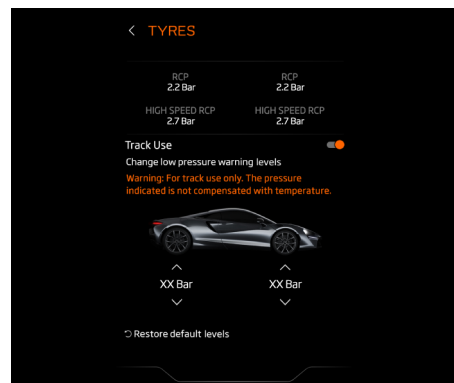 TYRES
RCP RCP
2.2 Bar 2.2 Bar
HIGH SPEED RCP HIGH SPEED RCP
2.7 Bar 2.7 Bar
Track Use
Change low pressure warning levels
Warning: For track use only. The pressure
indicated is not compensated with temperature.
XX Bar XX Bar
Restore default levels